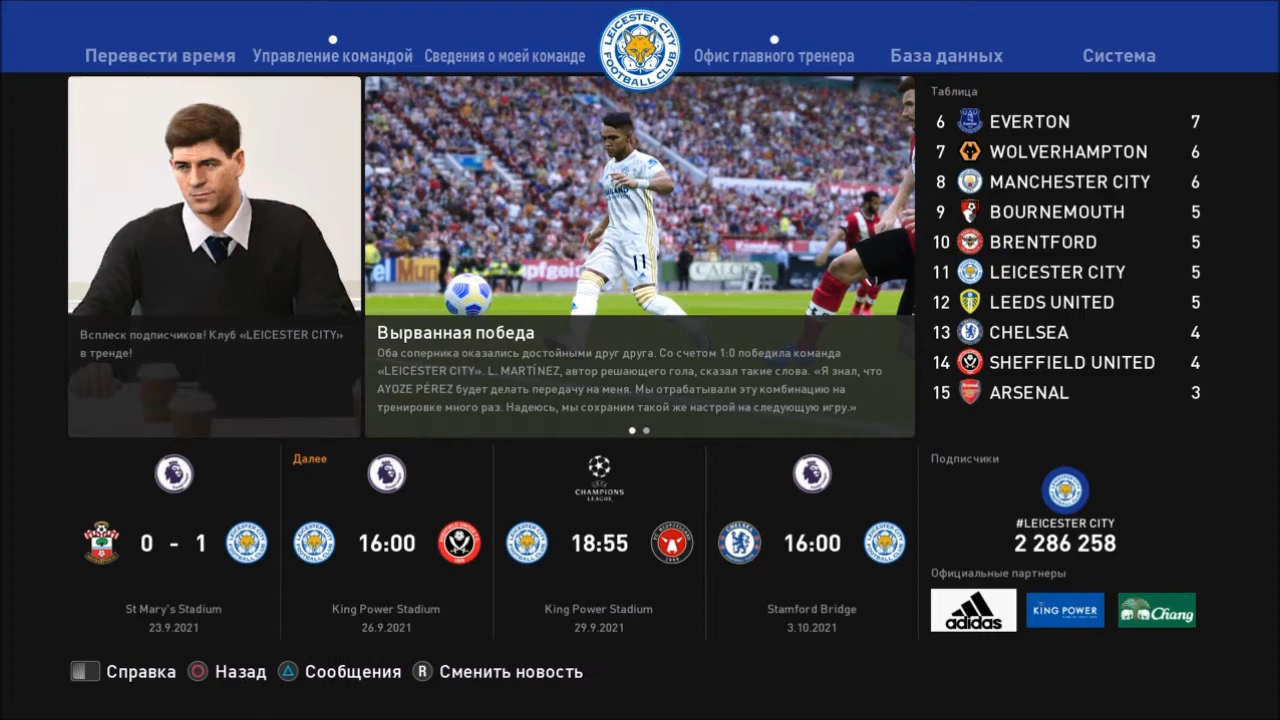 Перевести время
Управление командой
Сведения о моей команде
LEICESTER CITY FOOTBALL CLUB
Офис главного тренера
База данных
Система
Всплеск подписчиков! Клуб «LEICESTER CITY»
в тренде!
11
Вырванная победа
Оба соперника оказались достойными друг друга. Со счетом 1:0 победила команда
«LEICESTER CITY». L. MARTÍNEZ, автор решающего гола, сказал такие слова. «Я знал, что
AYOZE PÉREZ будет делать передачу на меня. Мы отрабатывали эту комбинацию на
тренировке много раз. Надеюсь, мы сохраним такой же настрой на следующую игру.»
Таблица
6 EVERTON 7
7 WOLVERHAMPTON 6
8 MANCHESTER CITY 6
9 BOURNEMOUTH 5
10 BRENTFORD 5
11 LEICESTER CITY 5
12 LEEDS UNITED 5
13 CHELSEA 4
14 SHEFFIELD UNITED 4
15 ARSENAL 3
0 - 1
St Mary's Stadium
23.9.2021
Далее
16:00
King Power Stadium
26.9.2021
CHAMPIONS
LEAGUE
18:55
King Power Stadium
29.9.2021
16:00
Stamford Bridge
3.10.2021
Подписчики
#LEICESTER CITY
2 286 258
Официальные партнеры
adidas
KING POWER
Chang
Справка
Назад
Сообщения
R Сменить новость